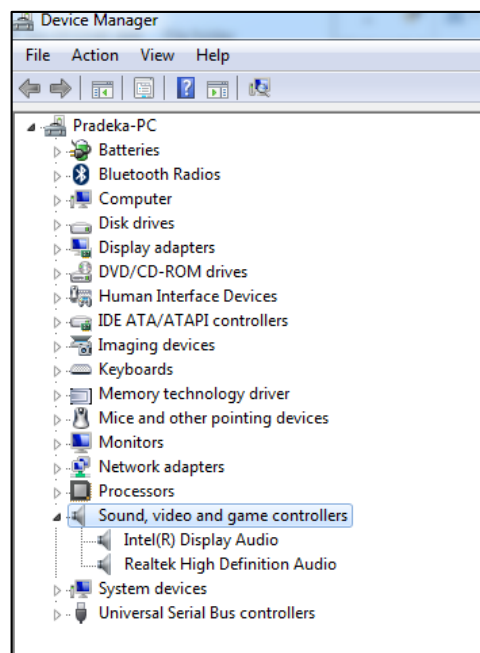 Device Manager
File Action View Help
Pradeka-PC
Batteries
Bluetooth Radios
Computer
Disk drives
Display adapters
DVD/CD-ROM drives
Human Interface Devices
IDE ATA/ATAPI controllers
Imaging devices
Keyboards
Memory technology driver
Mice and other pointing devices
Monitors
Network adapters
Processors
Sound, video and game controllers
Intel(R) Display Audio
Realtek High Definition Audio
System devices
Universal Serial Bus controllers